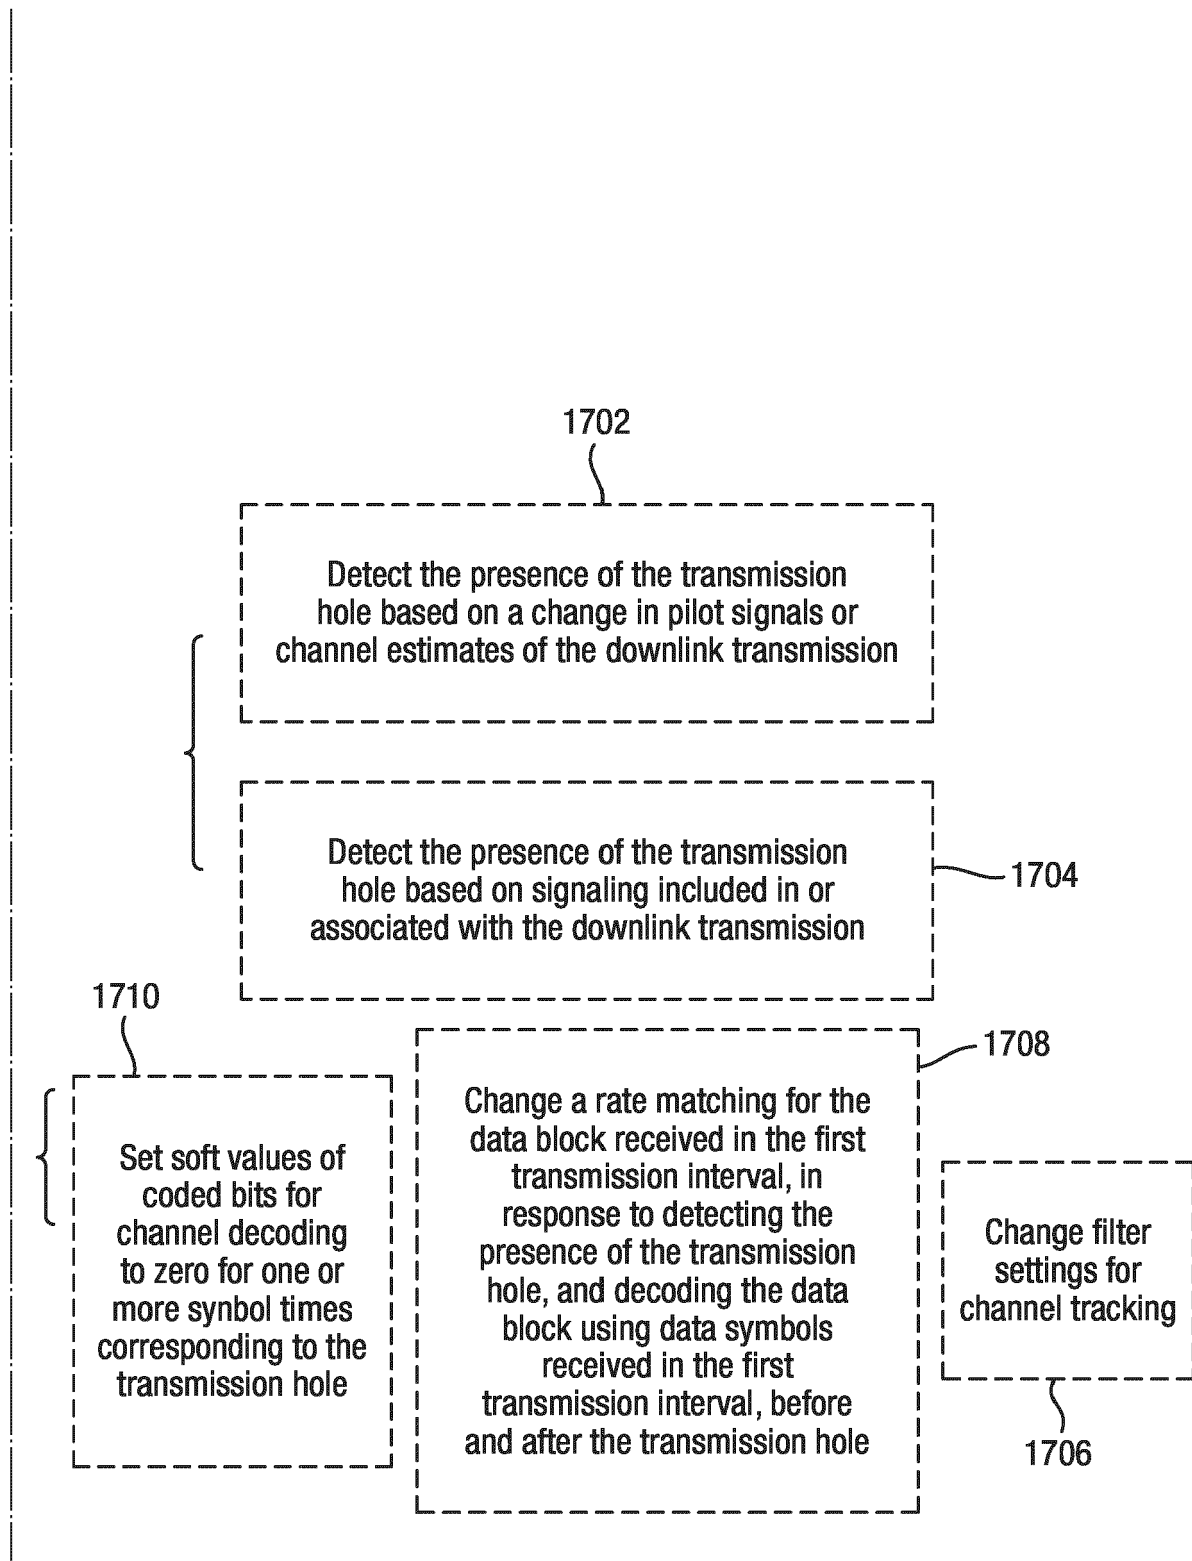 1702
Detect the presence of the transmission
hole based on a change in pilot signals or
channel estimates of the downlink transmission
Detect the presence of the transmission
hole based on signaling included in or
associated with the downlink transmission
1704
1710
Set soft values of
coded bits for
channel decoding
to zero for one or
more synbol times
corresponding to the
transmission hole
1708
Change a rate matching for the
data block received in the first
transmission interval, in
response to detecting the
presence of the transmission
hole, and decoding the data
block using data symbols
received in the first
transmission interval, before
and after the transmission hole
Change filter
settings for
channel tracking
1706